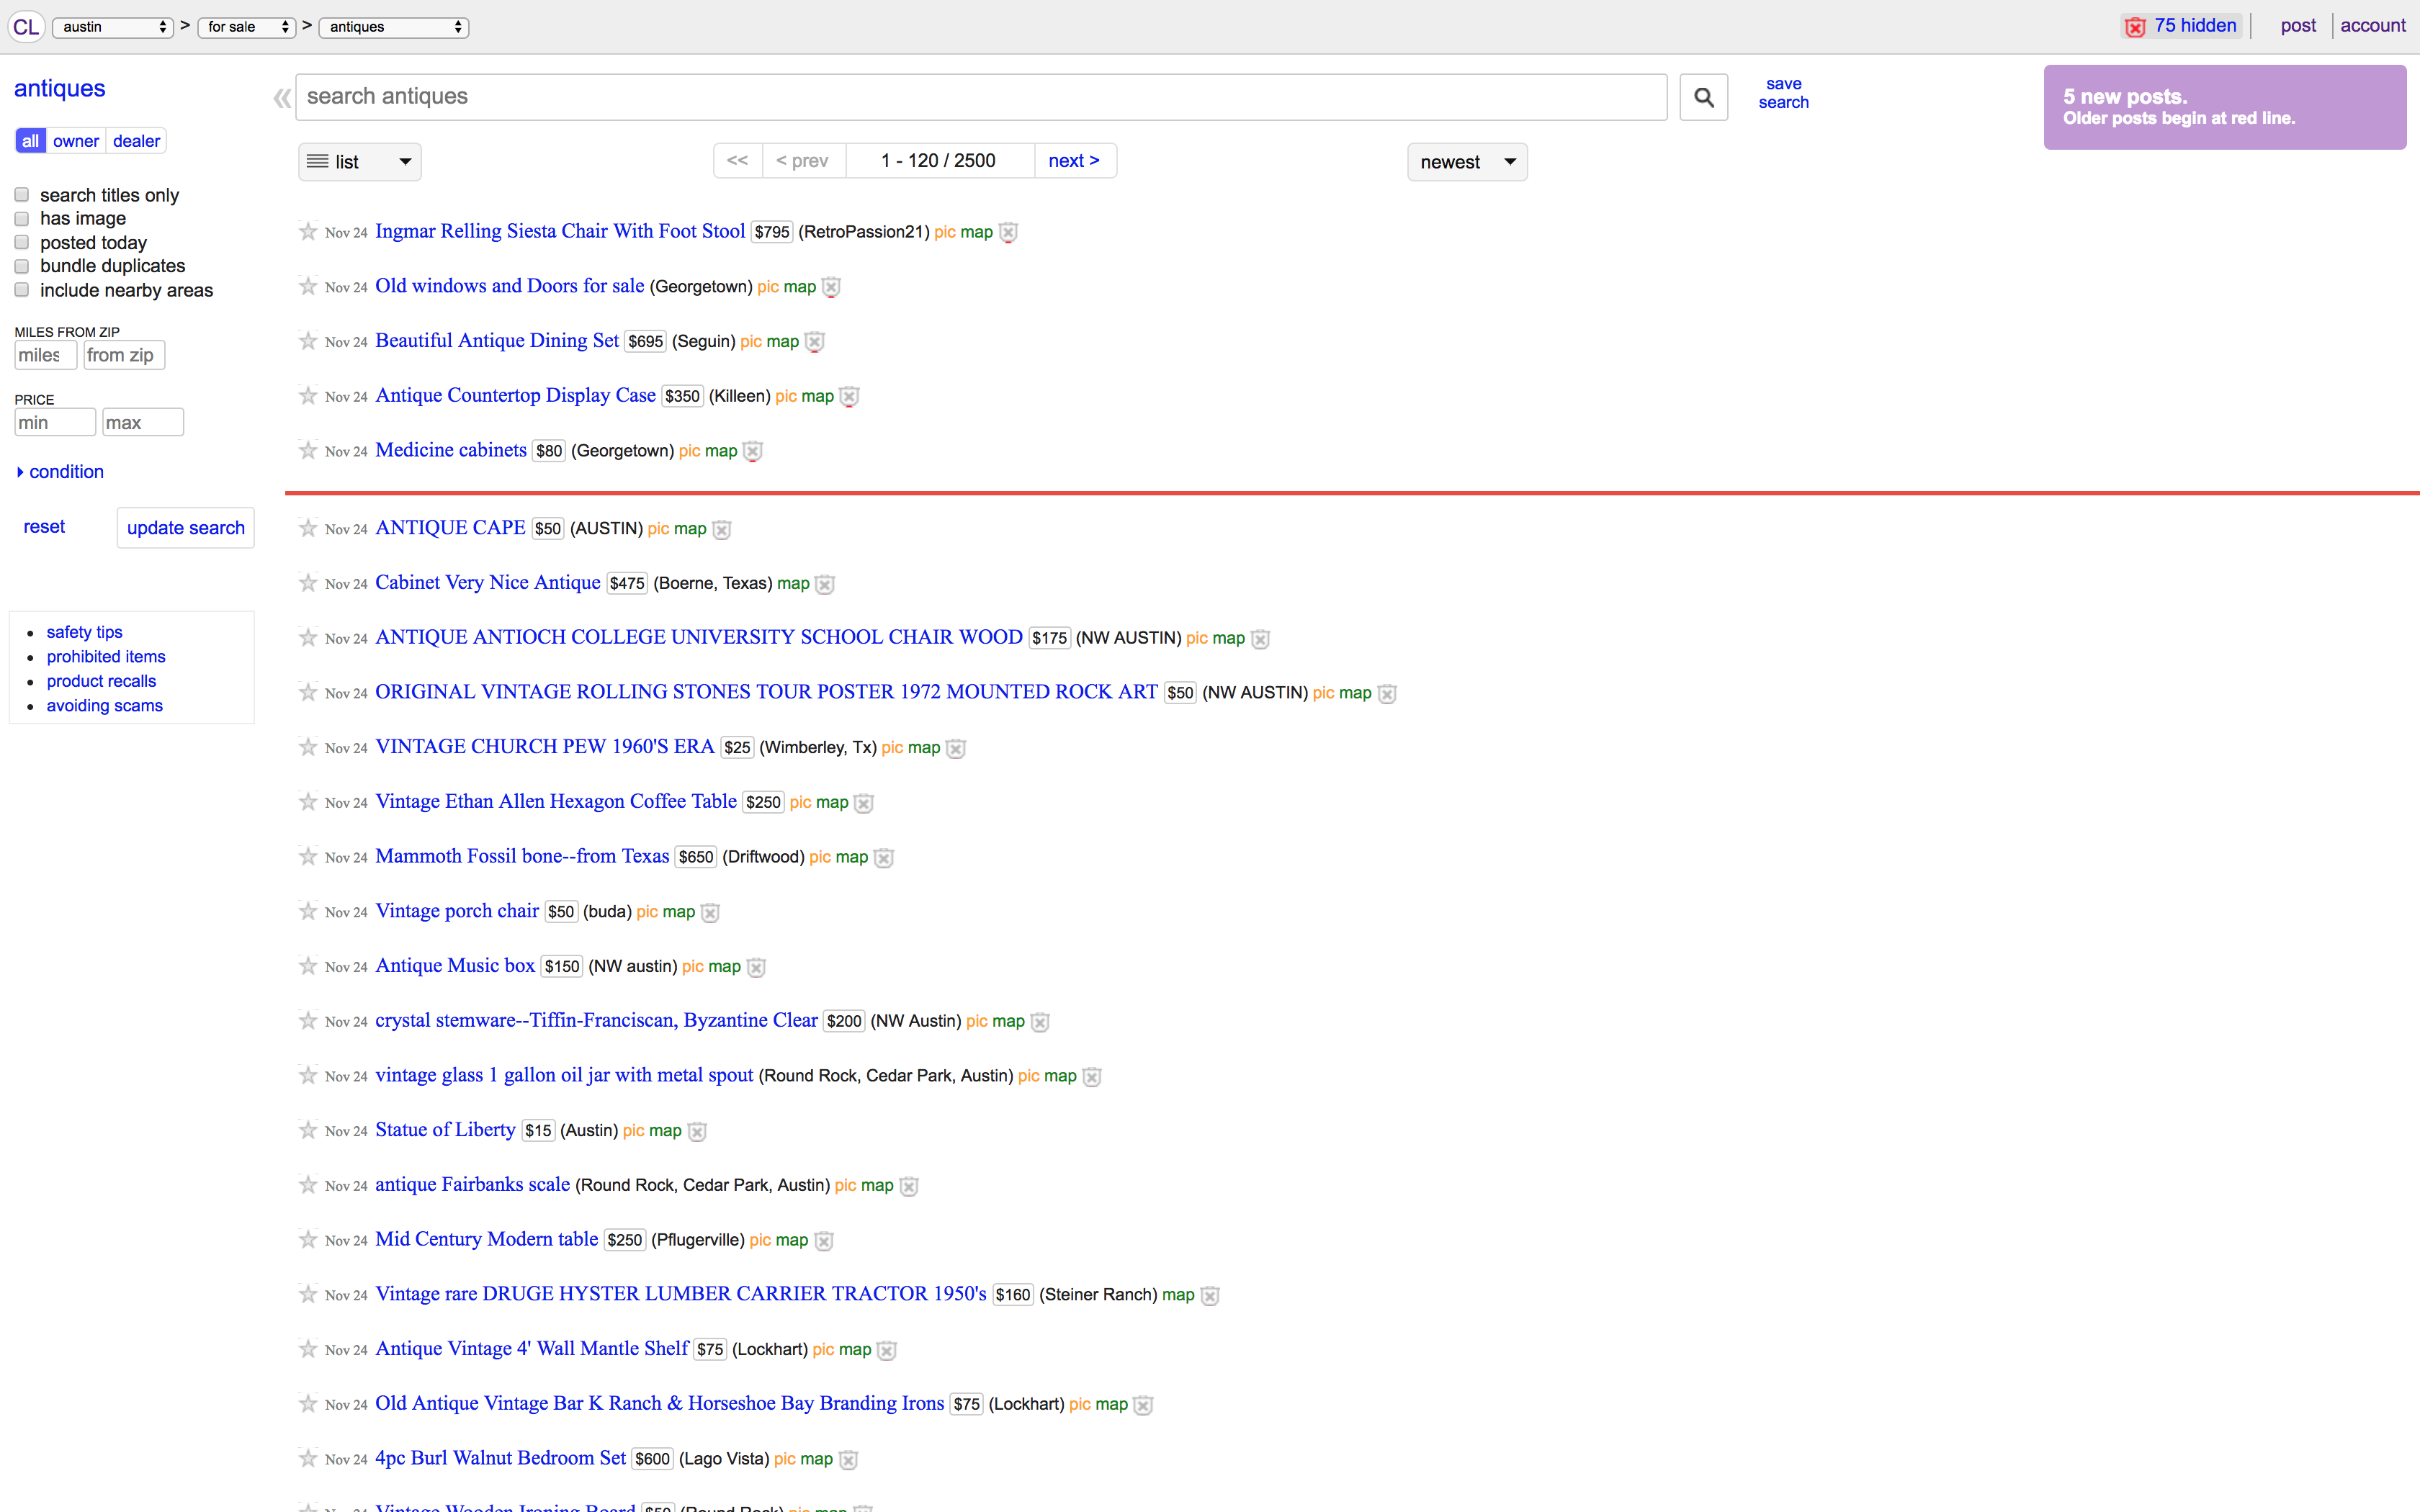 CL austin > for sale > antiques 75 hidden post account
antiques
all owner dealer
search titles only
has image
posted today
bundle duplicates
include nearby areas
MILES FROM ZIP
miles from zip
PRICE
min max
condition
reset update search
safety tips
prohibited items
product recalls
avoiding scams
« search antiques
save
search
5 new posts.
Older posts begin at red line.
list << < prev 1 - 120 / 2500 next > newest
Nov 24 Ingmar Relling Siesta Chair With Foot Stool $795 (RetroPassion21) pic map
Nov 24 Old windows and Doors for sale (Georgetown) pic map
Nov 24 Beautiful Antique Dining Set $695 (Seguin) pic map
Nov 24 Antique Countertop Display Case $350 (Killeen) pic map
Nov 24 Medicine cabinets $80 (Georgetown) pic map
Nov 24 ANTIQUE CAPE $50 (AUSTIN) pic map
Nov 24 Cabinet Very Nice Antique $475 (Boerne, Texas) map
Nov 24 ANTIQUE ANTIOCH COLLEGE UNIVERSITY SCHOOL CHAIR WOOD $175 (NW AUSTIN) pic map
Nov 24 ORIGINAL VINTAGE ROLLING STONES TOUR POSTER 1972 MOUNTED ROCK ART $50 (NW AUSTIN) pic map
Nov 24 VINTAGE CHURCH PEW 1960'S ERA $25 (Wimberley, Tx) pic map
Nov 24 Vintage Ethan Allen Hexagon Coffee Table $250 pic map
Nov 24 Mammoth Fossil bone--from Texas $650 (Driftwood) pic map
Nov 24 Vintage porch chair $50 (buda) pic map
Nov 24 Antique Music box $150 (NW austin) pic map
Nov 24 crystal stemware--Tiffin-Franciscan, Byzantine Clear $200 (NW Austin) pic map
Nov 24 vintage glass 1 gallon oil jar with metal spout (Round Rock, Cedar Park, Austin) pic map
Nov 24 Statue of Liberty $15 (Austin) pic map
Nov 24 antique Fairbanks scale (Round Rock, Cedar Park, Austin) pic map
Nov 24 Mid Century Modern table $250 (Pflugerville) pic map
Nov 24 Vintage rare DRUGE HYSTER LUMBER CARRIER TRACTOR 1950's $160 (Steiner Ranch) map
Nov 24 Antique Vintage 4' Wall Mantle Shelf $75 (Lockhart) pic map
Nov 24 Old Antique Vintage Bar K Ranch & Horseshoe Bay Branding Irons $75 (Lockhart) pic map
Nov 24 4pc Burl Walnut Bedroom Set $600 (Lago Vista) pic map
Nov 24 Vintage Wooden Ironing Board $50 (Round Rock) pic map